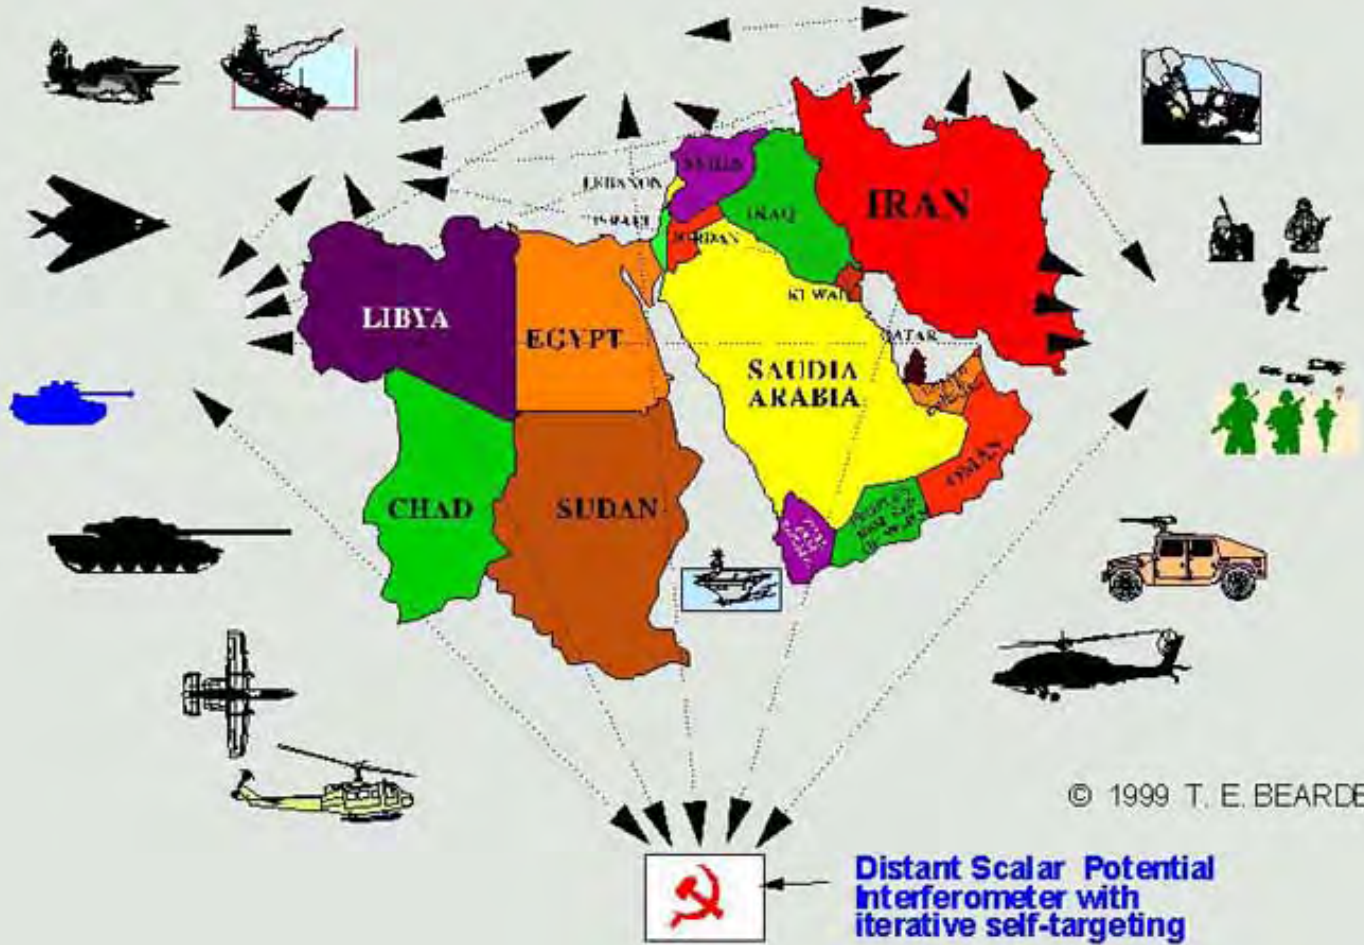 LEBANON
SYRIA
ISRAEL
JORDAN
IRAQ
IRAN
KUWAIT
LIBYA
EGYPT
QATAR
SAUDIA
ARABIA
OMAN
CHAD
SUDAN
© 1999 T. E. BEARDE
Distant Scalar Potential
Interferometer with
iterative self-targeting